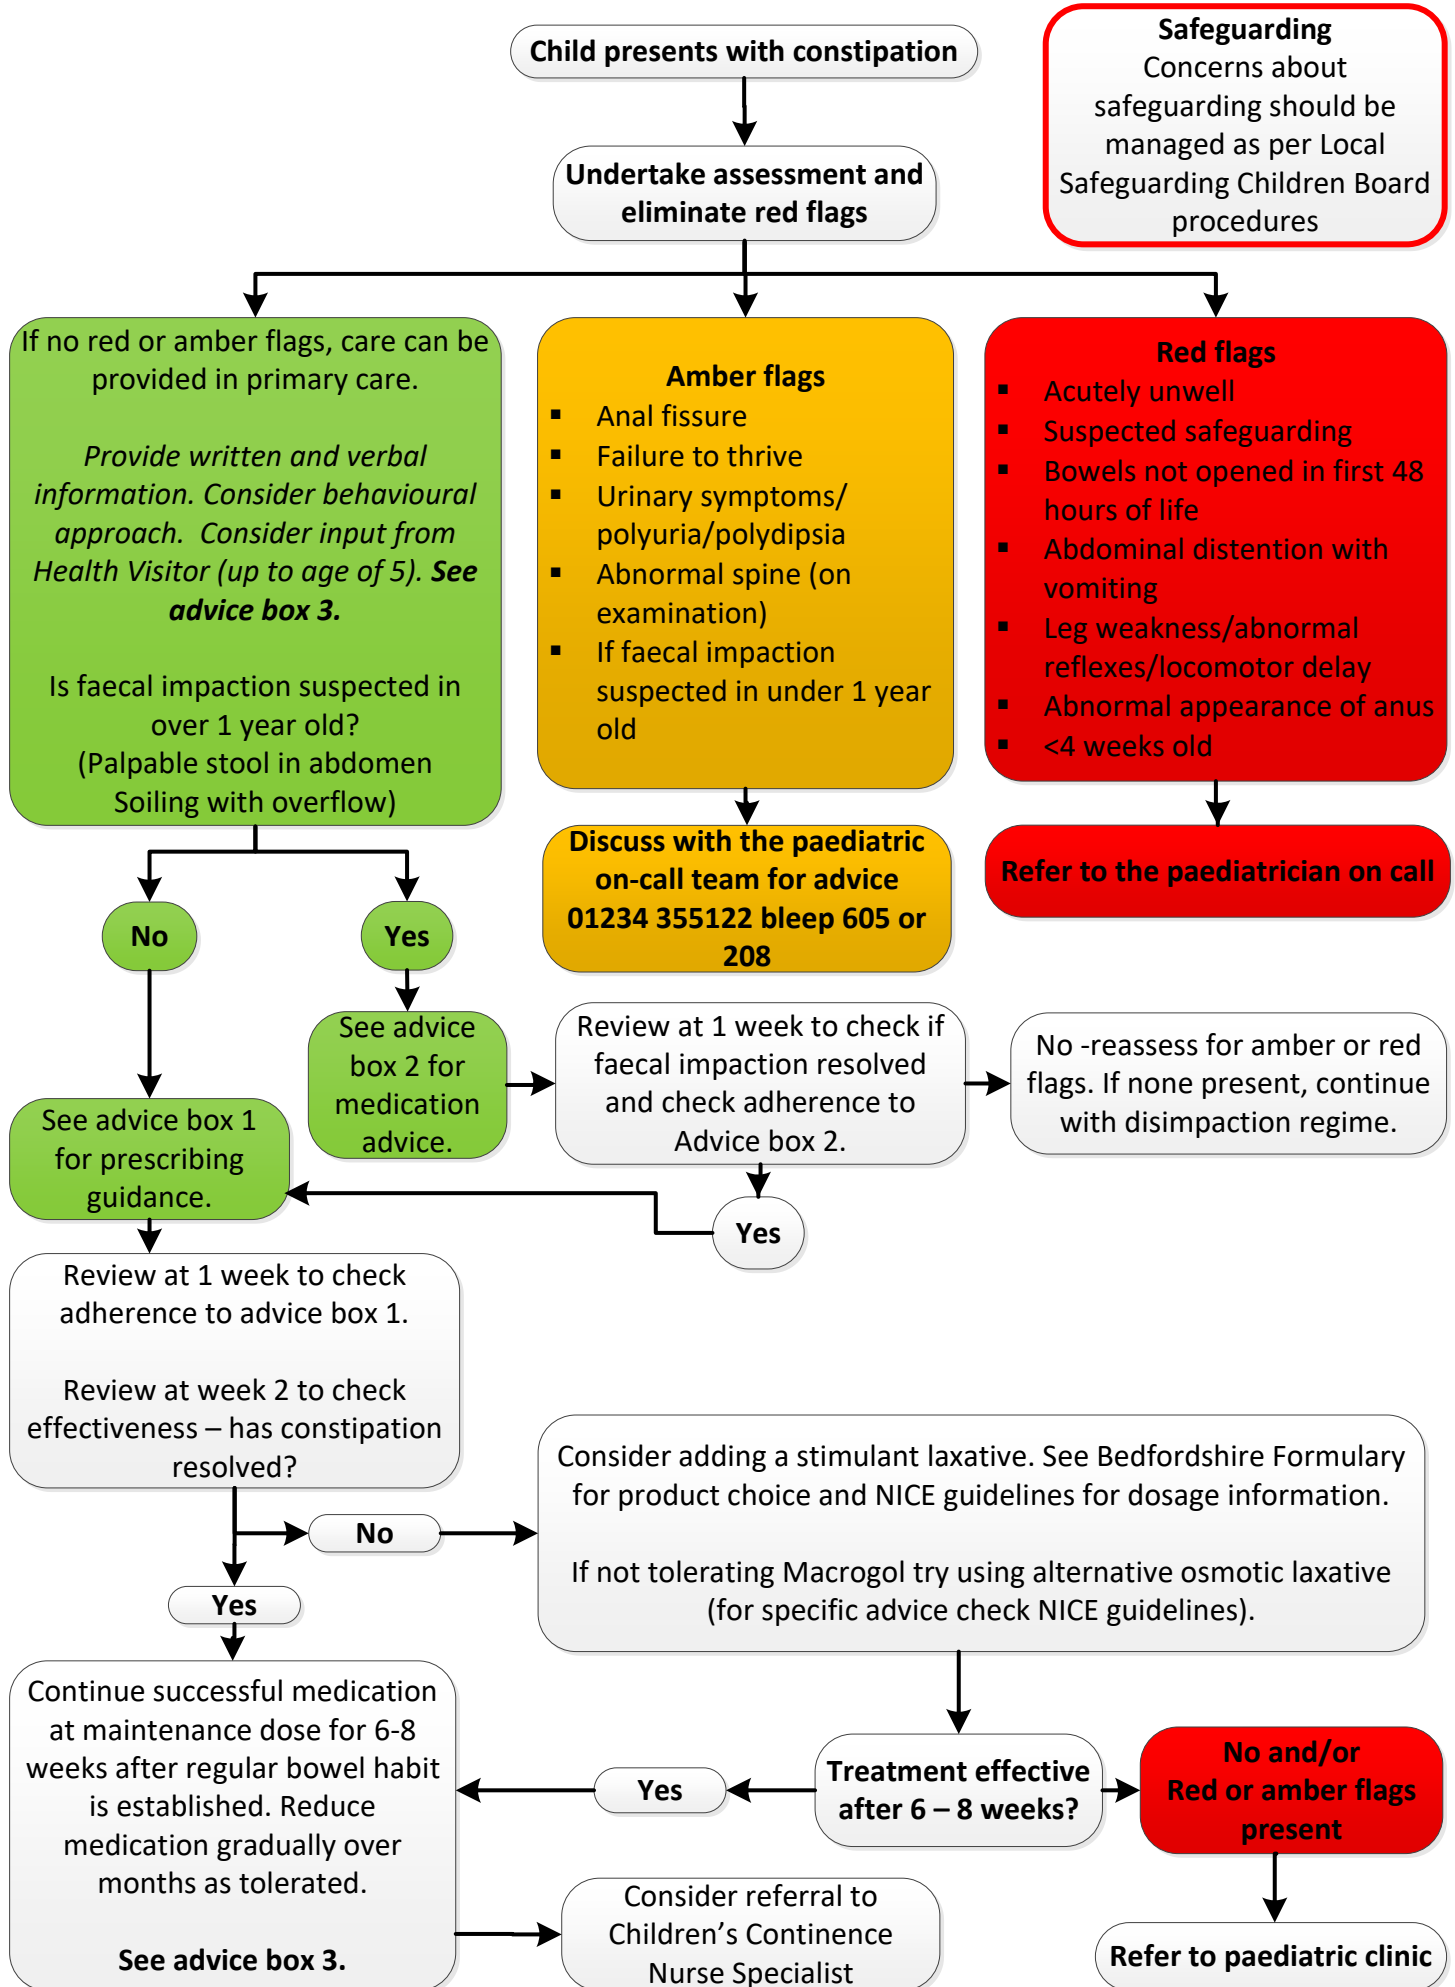 Child presents with constipation
Safeguarding
Concerns about
safeguarding should be
managed as per Local
Safeguarding Children Board
procedures
Undertake assessment and
eliminate red flags
If no red or amber flags, care can be
provided in primary care.
Provide written and verbal
information. Consider behavioural
approach.  Consider input from
Health Visitor (up to age of 5). See
advice box 3.
Is faecal impaction suspected in
over 1 year old?
(Palpable stool in abdomen
Soiling with overflow)
Amber flags
▪ Anal fissure
▪ Failure to thrive
▪ Urinary symptoms/
polyuria/polydipsia
▪ Abnormal spine (on
examination)
▪ If faecal impaction
suspected in under 1 year
old
Red flags
▪ Acutely unwell
▪ Suspected safeguarding
▪ Bowels not opened in first 48
hours of life
▪ Abdominal distention with
vomiting
▪ Leg weakness/abnormal
reflexes/locomotor delay
▪ Abnormal appearance of anus
▪ <4 weeks old
Discuss with the paediatric
on-call team for advice
01234 355122 bleep 605 or
208
Refer to the paediatrician on call
No
Yes
See advice
box 2 for
medication
advice.
Review at 1 week to check if
faecal impaction resolved
and check adherence to
Advice box 2.
No -reassess for amber or red
flags. If none present, continue
with disimpaction regime.
See advice box 1
for prescribing
guidance.
Yes
Review at 1 week to check
adherence to advice box 1.
Review at week 2 to check
effectiveness – has constipation
resolved?
No
Consider adding a stimulant laxative. See Bedfordshire Formulary
for product choice and NICE guidelines for dosage information.
If not tolerating Macrogol try using alternative osmotic laxative
(for specific advice check NICE guidelines).
Yes
Continue successful medication
at maintenance dose for 6-8
weeks after regular bowel habit
is established. Reduce
medication gradually over
months as tolerated.
See advice box 3.
Yes
Treatment effective
after 6 – 8 weeks?
No and/or
Red or amber flags
present
Consider referral to
Children's Continence
Nurse Specialist
Refer to paediatric clinic